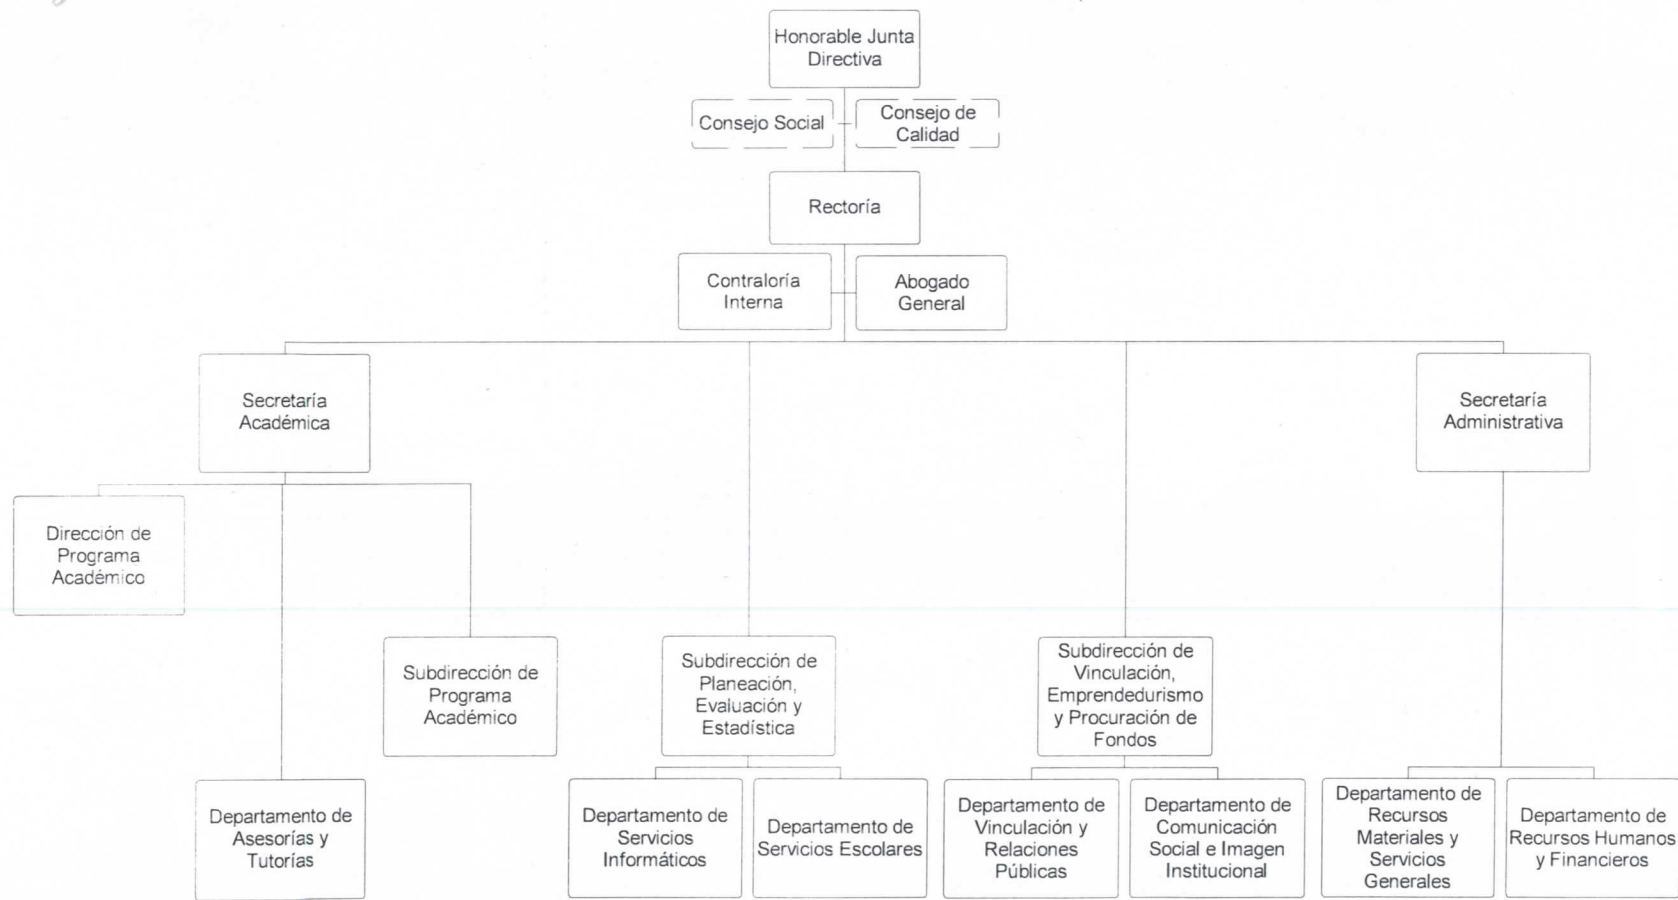 Honorable Junta
Directiva
Consejo Social
Consejo de
Calidad
Rectoría
Contraloría
Interna
Abogado
General
Secretaría
Académica
Secretaría
Administrativa
Dirección de
Programa
Académico
Subdirección de
Programa
Académico
Subdirección de
Planeación,
Evaluación y
Estadística
Subdirección de
Vinculación,
Emprendedurismo
y Procuración de
Fondos
Departamento de
Asesorías y
Tutorías
Departamento de
Servicios
Informáticos
Departamento de
Servicios Escolares
Departamento de
Vinculación y
Relaciones
Públicas
Departamento de
Comunicación
Social e Imagen
Institucional
Departamento de
Recursos
Materiales y
Servicios
Generales
Departamento de
Recursos Humanos
y Financieros